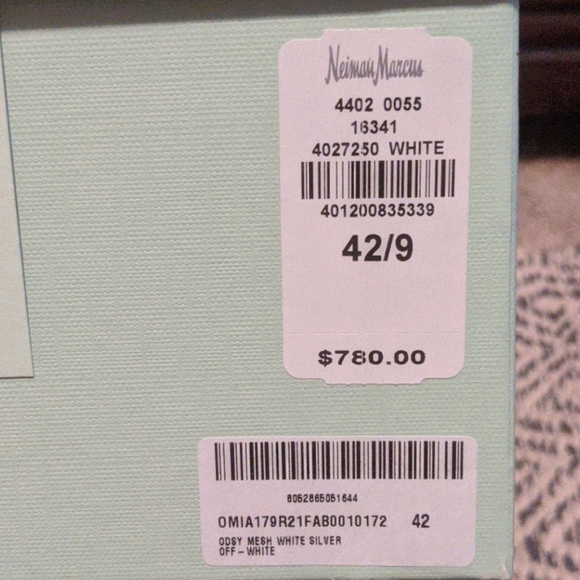 Neiman Marcus
4402 0055
16341
4027250 WHITE
401200835339
42/9
$780.00
8052865051644
OMIA179R21FAB0010172 42
ODSY MESH WHITE SILVER
OFF-WHITE